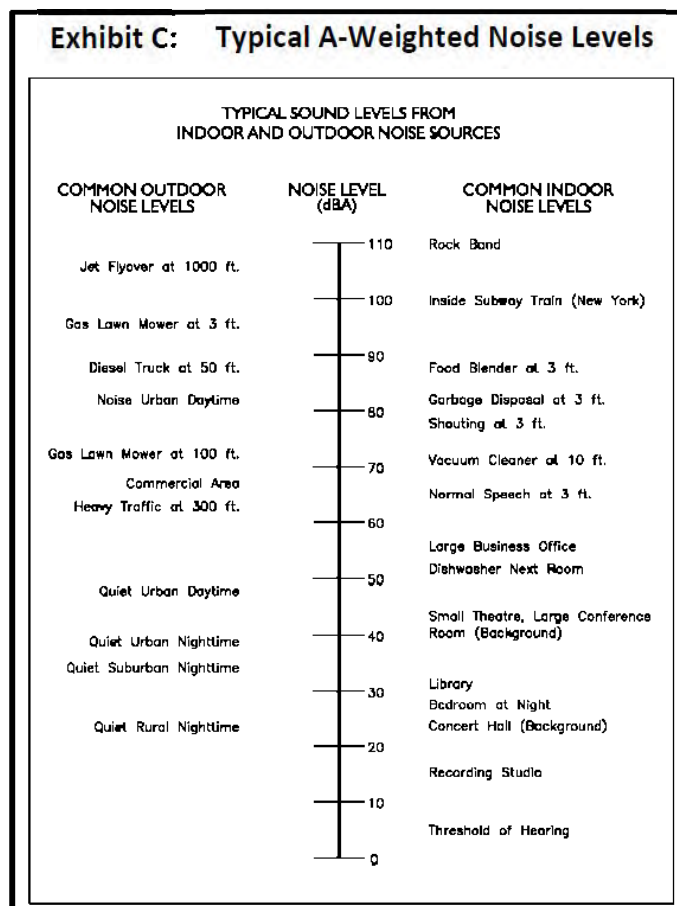 Exhibit C: Typical A-Weighted Noise Levels
TYPICAL SOUND LEVELS FROM
INDOOR AND OUTDOOR NOISE SOURCES
COMMON OUTDOOR
NOISE LEVELS
NOISE LEVEL
(dBA)
COMMON INDOOR
NOISE LEVELS
110
Rock Band
Jet Flyover at 1000 ft.
100
Inside Subway Train (New York)
Gas Lawn Mower at 3 ft.
90
Diesel Truck at 50 ft.
Food Blender at 3 ft.
Noise Urban Daytime
Garbage Disposal at 3 ft.
80
Shouting at 3 ft.
Gas Lawn Mower at 100 ft.
Vacuum Cleaner at 10 ft.
70
Commercial Area
Normal Speech at 3 ft.
Heavy Traffic at 300 ft.
60
Large Business Office
Dishwasher Next Room
50
Quiet Urban Daytime
Small Theatre, Large Conference
Room (Background)
40
Quiet Urban Nighttime
Quiet Suburban Nighttime
Library
30
Bedroom at Night
Quiet Rural Nighttime
Concert Hall (Background)
20
Recording Studio
10
Threshold of Hearing
0